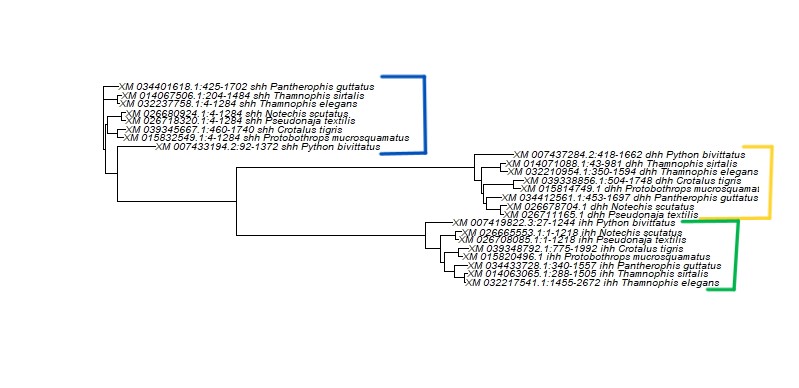 XM 034401618.1:425-1702 shh Pantherophis guttatus
XM 014067506.1:204-1484 shh Thamnophis sirtalis
XM 032237758.1:4-1284 shh Thamnophis elegans
XM 026680924.1:4-1284 shh Notechis scutatus
XM 026718320.1:4-1284 shh Pseudonaja textilis
XM 039345667.1:460-1740 shh Crotalus tigris
XM 015832549.1:4-1284 shh Protobothrops mucrosquamatus
XM 007433194.2:92-1372 shh Python bivittatus
XM 007437284.2:418-1662 dhh Python bivittatus
XM 014071088.1:43-981 dhh Thamnophis sirtalis
XM 032210954.1:350-1594 dhh Thamnophis elegans
XM 039338856.1:504-1748 dhh Crotalus tigris
XM 015814749.1 dhh Protobothrops mucrosquamat
XM 034412561.1:453-1697 dhh Pantherophis guttatus
XM 026678704.1 dhh Notechis scutatus
XM 026711165.1 dhh Pseudonaja textilis
XM 007419822.3:27-1244 ihh Python bivittatus
XM 026665553.1:1-1218 ihh Notechis scutatus
XM 026708085.1:1-1218 ihh Pseudonaja textilis
XM 039348792.1:775-1992 ihh Crotalus tigris
XM 015820496.1 ihh Protobothrops mucrosquamatus
XM 034433728.1:340-1557 ihh Pantherophis guttatus
XM 014063065.1:288-1505 ihh Thamnophis sirtalis
XM 032217541.1:1455-2672 ihh Thamnophis elegans